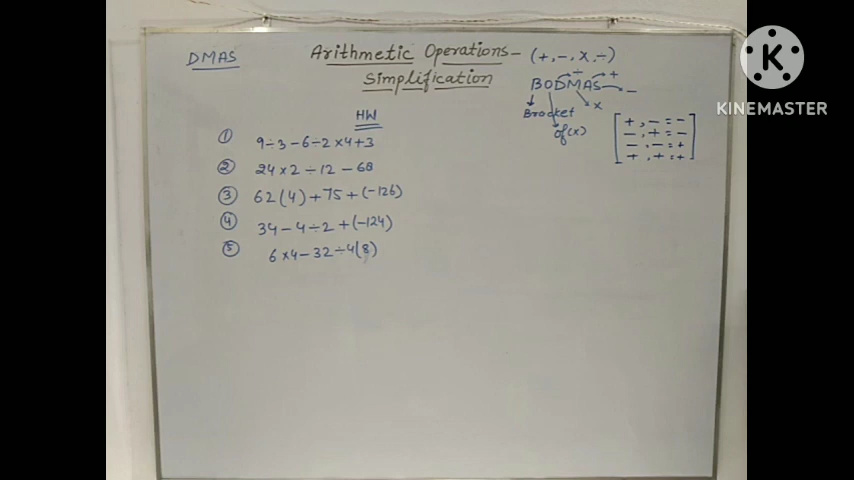 DMAS
Arithmetic Operations - (+, -, ×, ÷)
Simplification
BODMAS
÷
+
-
×
Bracket
of(x)
[+, - = -
-, + = -
-, - = +
+, + = +]
HW
① 9÷3-6÷2×4+3
② 24×2÷12-68
③ 62(4)+75+(-126)
④ 34-4÷2+(-124)
⑤ 6×4-32÷4(8)
K
KINEMASTER